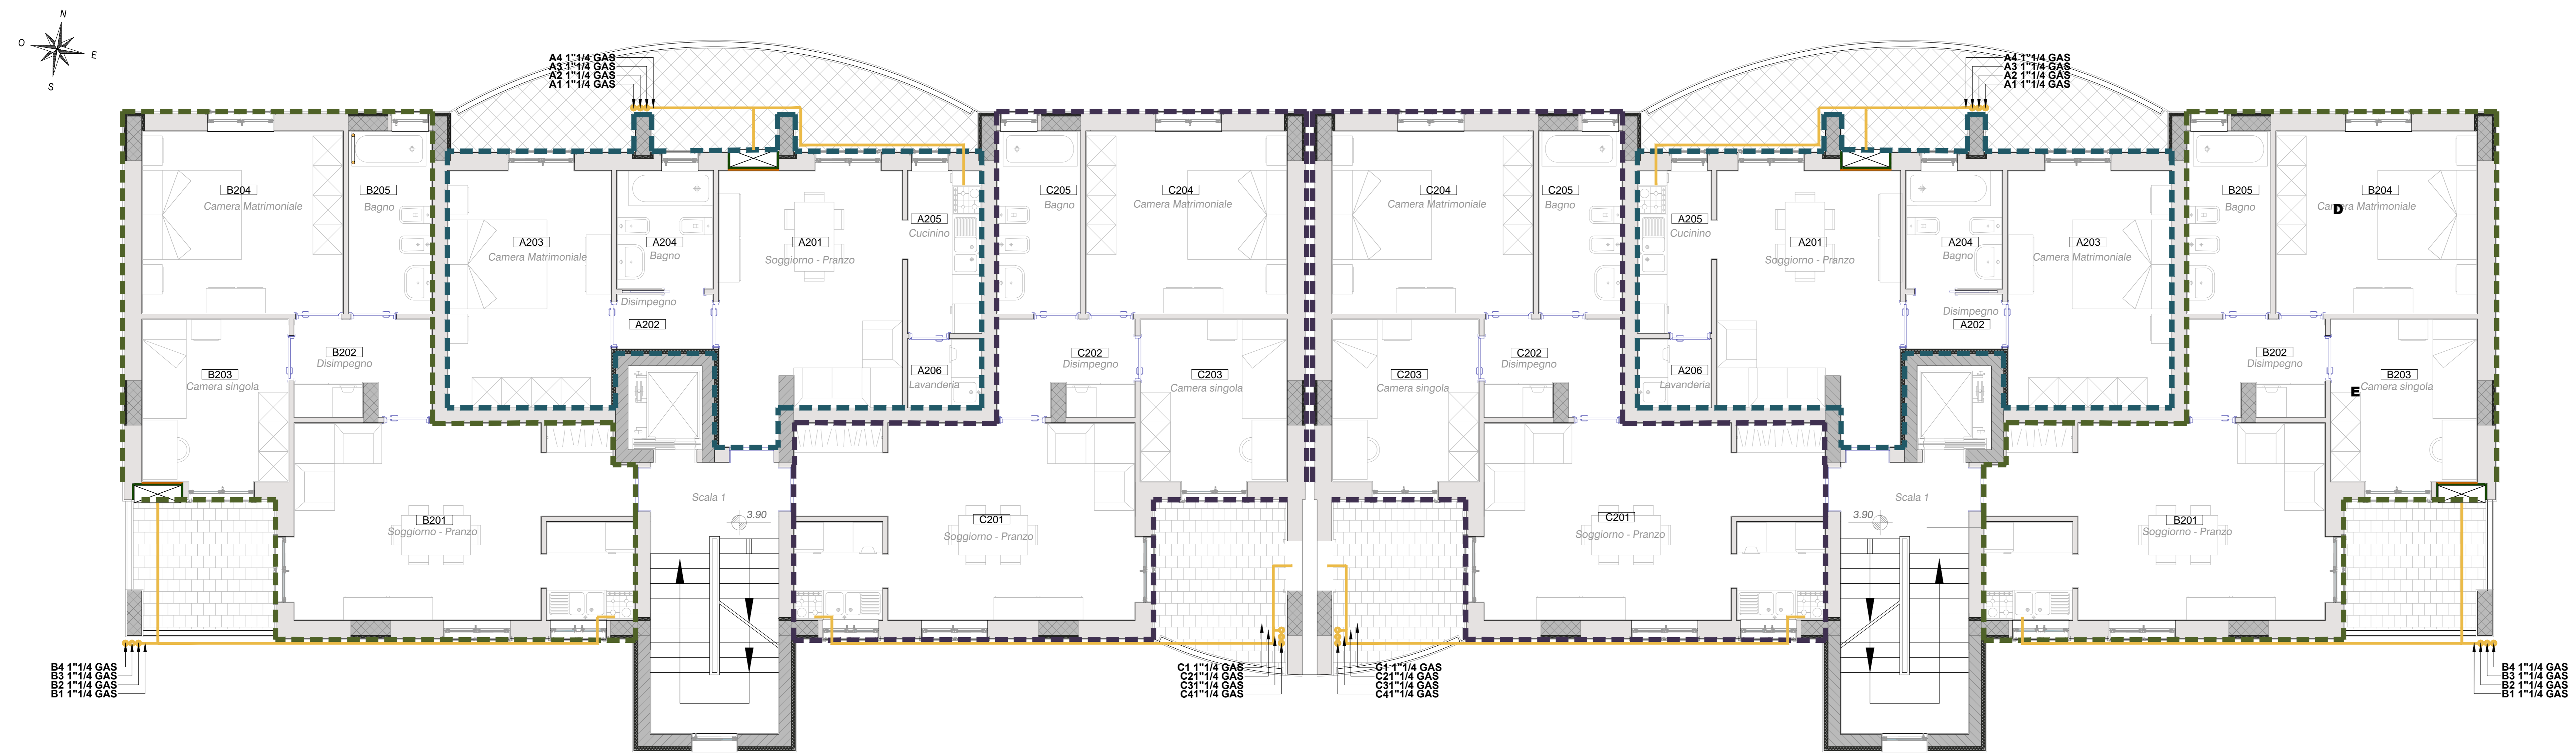 N
O
E
S
A4 1"1/4 GAS
A3 1"1/4 GAS
A2 1"1/4 GAS
A1 1"1/4 GAS
A4 1"1/4 GAS
A3 1"1/4 GAS
A2 1"1/4 GAS
A1 1"1/4 GAS
B204
Camera Matrimoniale
B205
Bagno
A203
Camera Matrimoniale
A204
Bagno
A201
Soggiorno - Pranzo
A205
Cucinino
C205
Bagno
C204
Camera Matrimoniale
C204
Camera Matrimoniale
C205
Bagno
A205
Cucinino
A201
Soggiorno - Pranzo
A204
Bagno
A203
Camera Matrimoniale
B205
Bagno
B204
Camera Matrimoniale
D
Disimpegno
A202
Disimpegno
A202
B203
Camera singola
B202
Disimpegno
A206
Lavanderia
C202
Disimpegno
C203
Camera singola
C203
Camera singola
C202
Disimpegno
A206
Lavanderia
B202
Disimpegno
B203
Camera singola
E
B201
Soggiorno - Pranzo
Scala 1
3.90
C201
Soggiorno - Pranzo
C201
Soggiorno - Pranzo
Scala 1
3.90
B201
Soggiorno - Pranzo
B4 1"1/4 GAS
B3 1"1/4 GAS
B2 1"1/4 GAS
B1 1"1/4 GAS
C1 1"1/4 GAS
C21"1/4 GAS
C31"1/4 GAS
C41"1/4 GAS
C1 1"1/4 GAS
C21"1/4 GAS
C31"1/4 GAS
C41"1/4 GAS
B4 1"1/4 GAS
B3 1"1/4 GAS
B2 1"1/4 GAS
B1 1"1/4 GAS